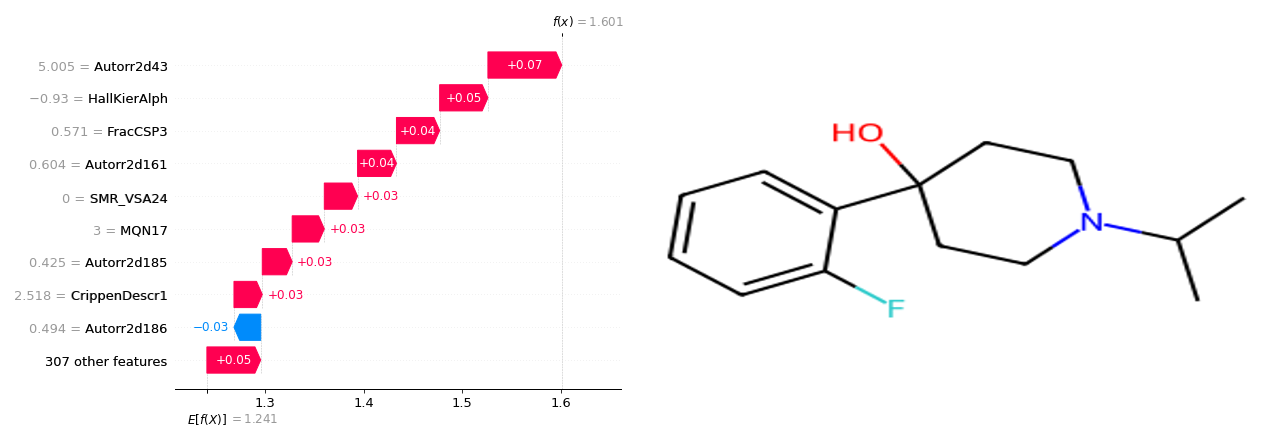 f(x) = 1.601
5.005 = Autorr2d43
+0.07
−0.93 = HallKierAlph
+0.05
0.571 = FracCSP3
+0.04
0.604 = Autorr2d161
+0.04
0 = SMR_VSA24
+0.03
3 = MQN17
+0.03
0.425 = Autorr2d185
+0.03
2.518 = CrippenDescr1
+0.03
0.494 = Autorr2d186
−0.03
307 other features
+0.05
1.3 1.4 1.5 1.6
E[f(X)] = 1.241
HO
N
F